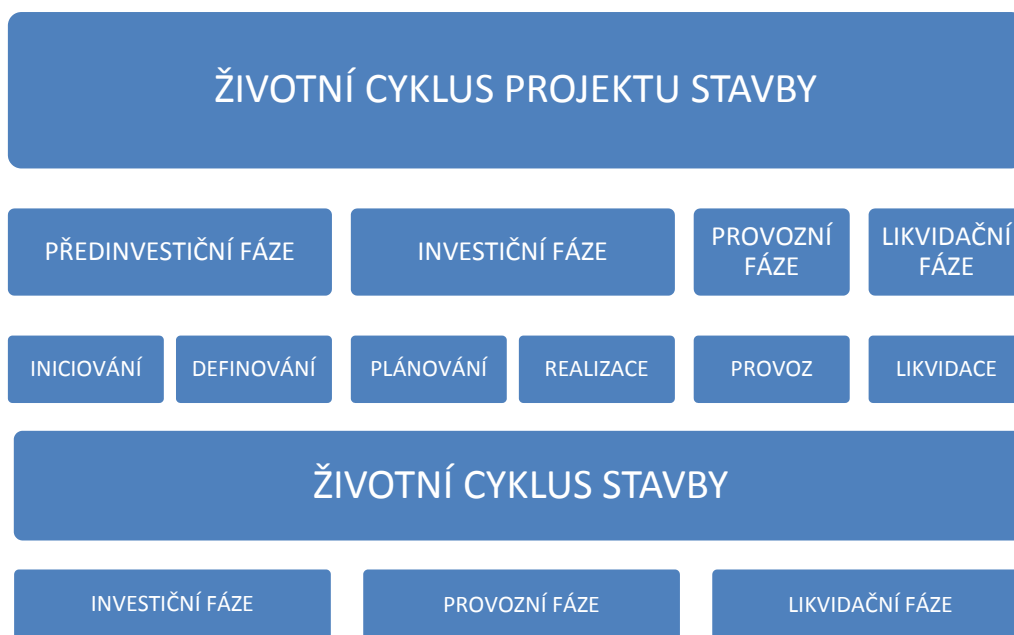 ŽIVOTNÍ CYKLUS PROJEKTU STAVBY
PŘEDINVESTIČNÍ FÁZE
INVESTIČNÍ FÁZE
PROVOZNÍ
FÁZE
LIKVIDAČNÍ
FÁZE
INICIOVÁNÍ
DEFINOVÁNÍ
PLÁNOVÁNÍ
REALIZACE
PROVOZ
LIKVIDACE
ŽIVOTNÍ CYKLUS STAVBY
INVESTIČNÍ FÁZE
PROVOZNÍ FÁZE
LIKVIDAČNÍ FÁZE